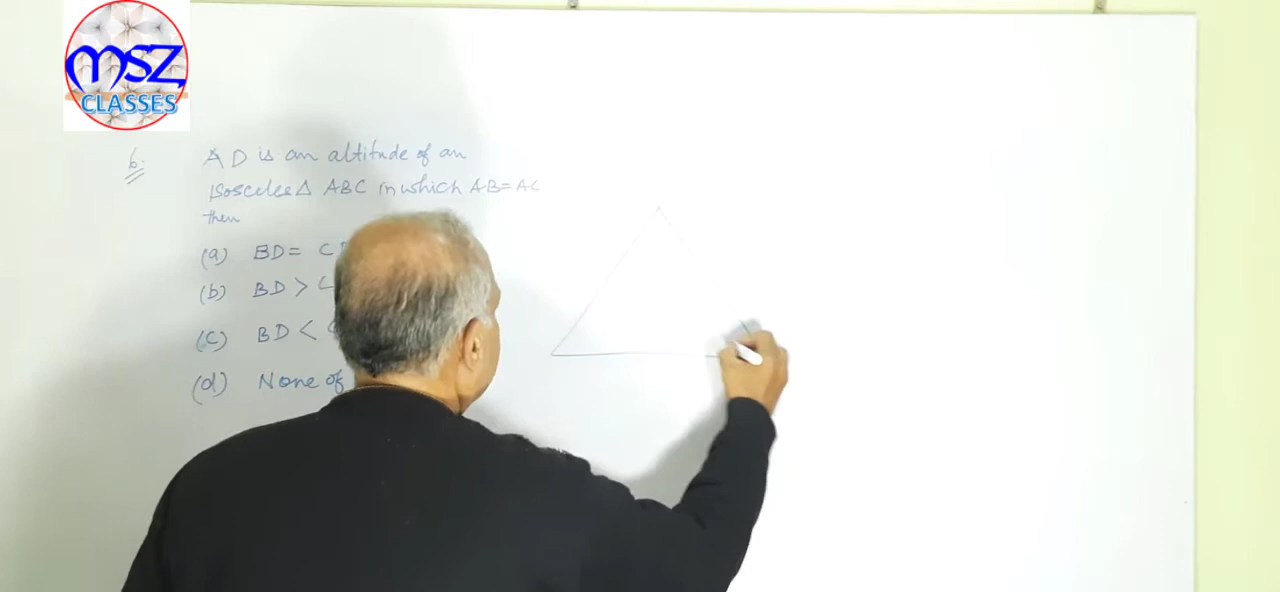 MSZ
CLASSES
6.
AD is an altitude of an
isosceles Δ ABC in which AB = AC
then
(a) BD =
(b) BD >
(c) BD <
(d) None of